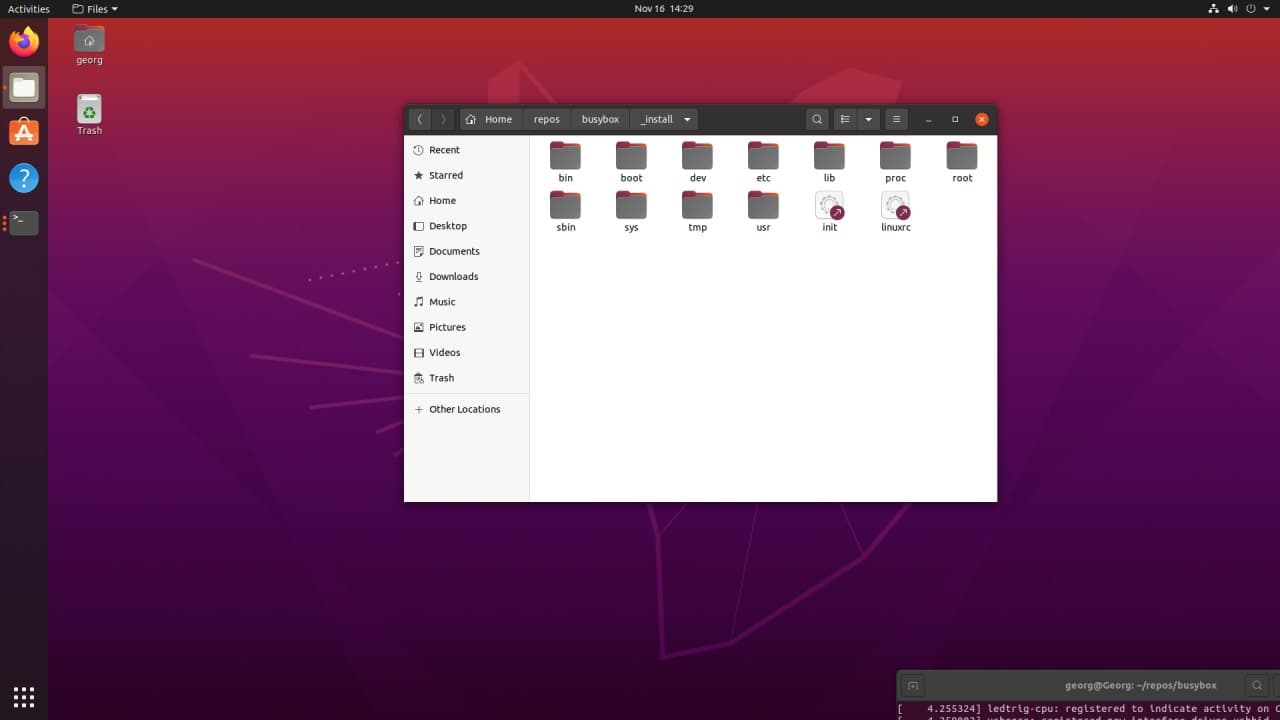 Activities Files Nov 16 14:29
georg
Trash
Home repos busybox _install
Recent
Starred
Home
Desktop
Documents
Downloads
Music
Pictures
Videos
Trash
Other Locations
bin boot dev etc lib proc root
sbin sys tmp usr init linuxrc
georg@Georg: ~/repos/busybox
[ 4.255324] ledtrig-cpu: registered to indicate activity on